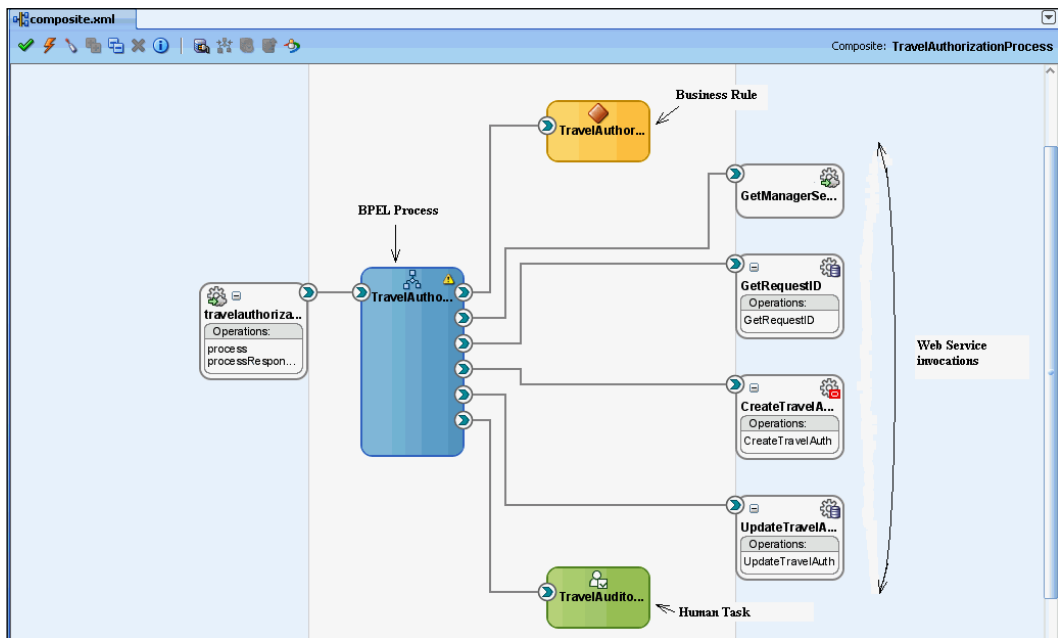 composite.xml
Composite: TravelAuthorizationProcess
Business Rule
TravelAuthor...
GetManagerSe...
BPEL Process
TravelAutho...
GetRequestID
Operations:
GetRequestID
travelauthoriza...
Operations:
process
processRespon...
Web Service
invocations
CreateTravelA...
Operations:
CreateTravelAuth
UpdateTravelA...
Operations:
UpdateTravelAuth
TravelAudito...
Human Task